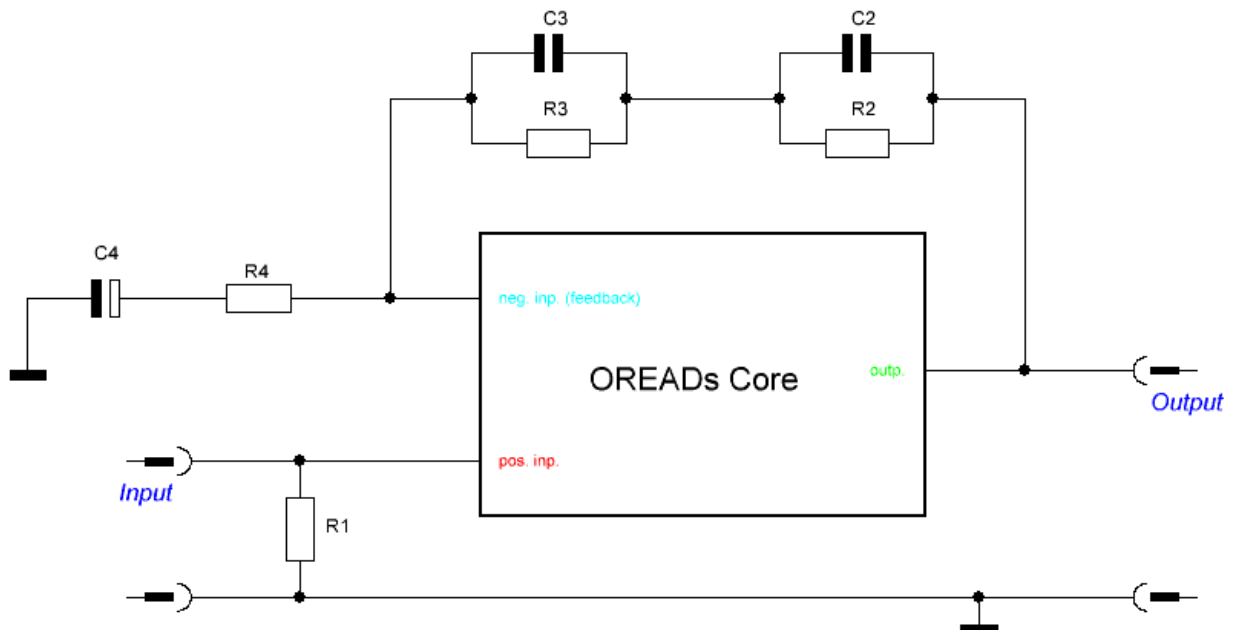 C3
C2
R3
R2
C4
R4
neg. inp. (feedback)
OREADs Core
outp.
Output
pos. inp.
Input
R1